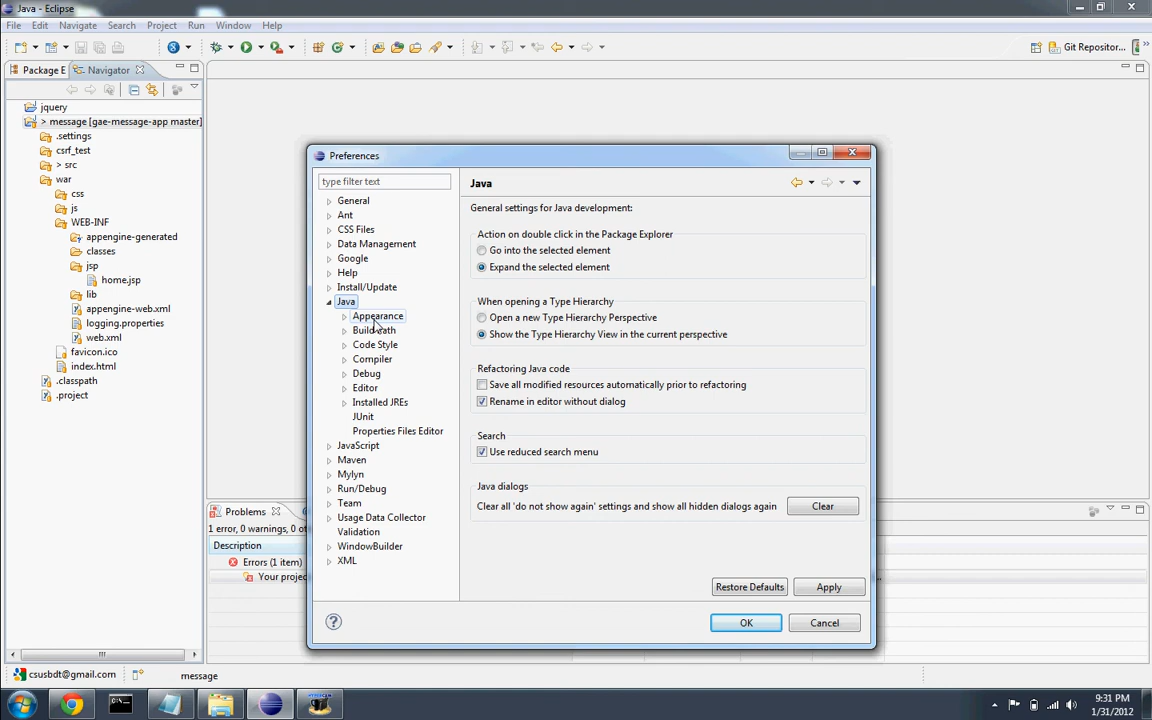 Java - Eclipse
File Edit Navigate Search Project Run Window Help
Git Repositor...
Package E Navigator
jquery
> message [gae-message-app master]
.settings
csrf_test
> src
war
css
js
WEB-INF
appengine-generated
classes
jsp
home.jsp
lib
appengine-web.xml
logging.properties
web.xml
favicon.ico
index.html
.classpath
.project
Preferences
type filter text
General
Ant
CSS Files
Data Management
Google
Help
Install/Update
Java
Appearance
Build Path
Code Style
Compiler
Debug
Editor
Installed JREs
JUnit
Properties Files Editor
JavaScript
Maven
Mylyn
Run/Debug
Team
Usage Data Collector
Validation
WindowBuilder
XML
Java
General settings for Java development:
Action on double click in the Package Explorer
Go into the selected element
Expand the selected element
When opening a Type Hierarchy
Open a new Type Hierarchy Perspective
Show the Type Hierarchy View in the current perspective
Refactoring Java code
Save all modified resources automatically prior to refactoring
Rename in editor without dialog
Search
Use reduced search menu
Java dialogs
Clear all 'do not show again' settings and show all hidden dialogs again Clear
Restore Defaults Apply
OK Cancel
Problems
1 error, 0 warnings, 0
Description
Errors (1 item)
Your projec
csusbdt@gmail.com message
9:31 PM
1/31/2012